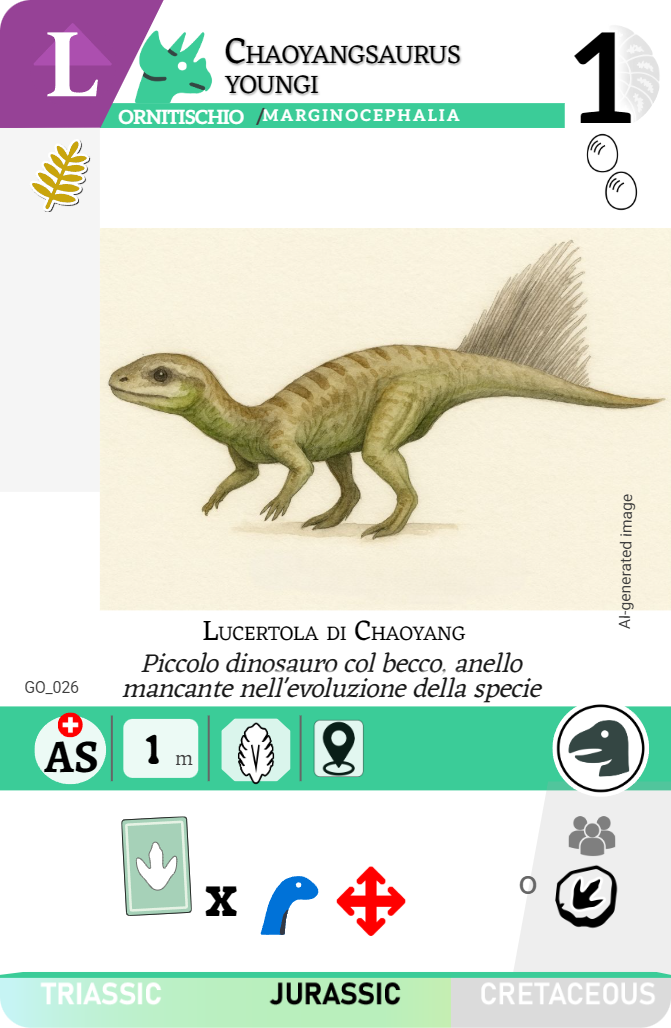 L
CHAOYANGSAURUS
YOUNGI
1
ORNITISCHIO /MARGINOCEPHALIA
AI-generated image
LUCERTOLA DI CHAOYANG
Piccolo dinosauro col becco, anello
mancante nell'evoluzione della specie
GO_026
AS
1 m
x
O
TRIASSIC JURASSIC CRETACEOUS